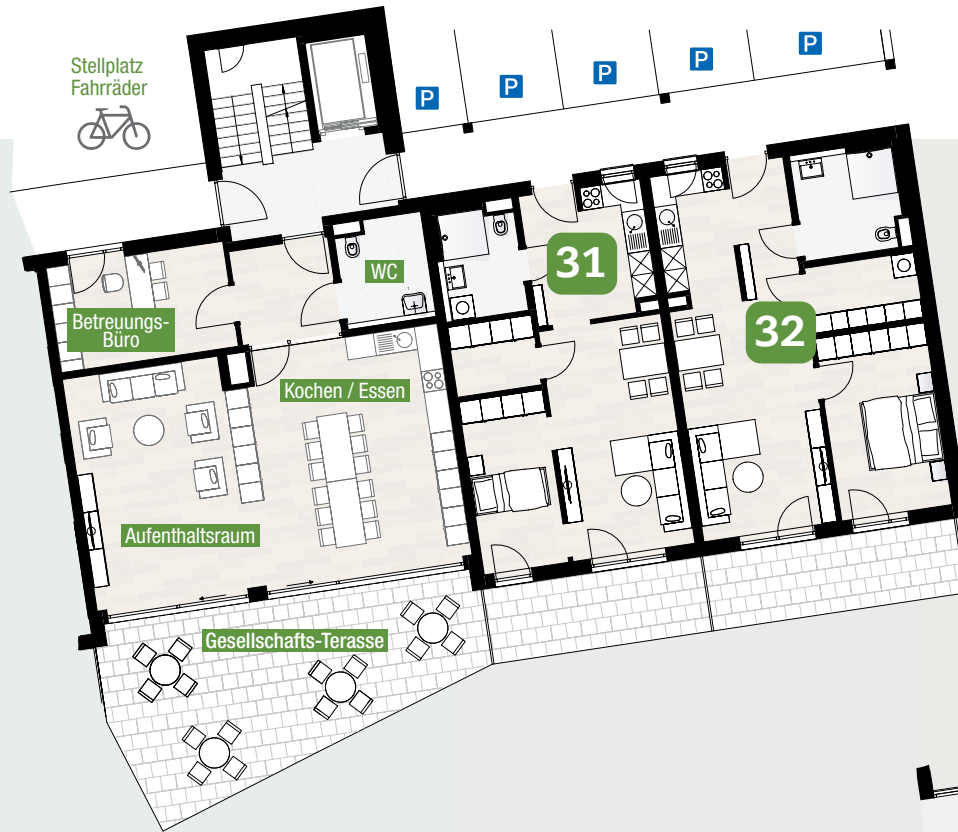 Stellplatz
Fahrräder
P
P
P
P
P
31
WC
32
Betreuungs-
Büro
Kochen / Essen
Aufenthaltsraum
Gesellschafts-Terasse